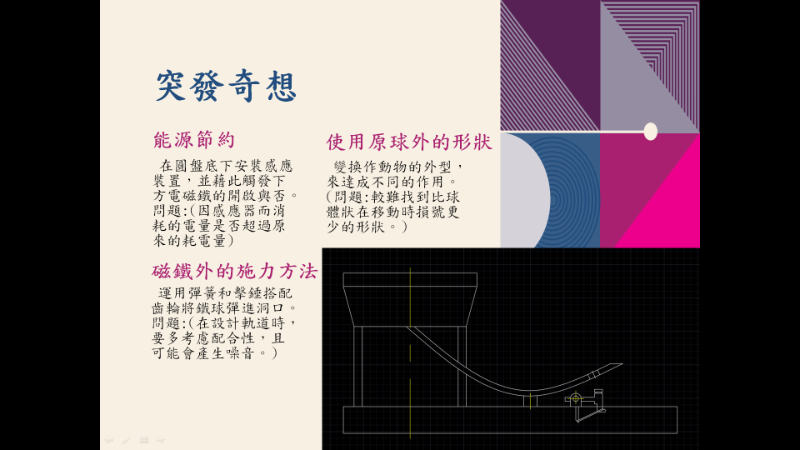 突發奇想
能源節約
在圓盤底下安裝感應
裝置，並藉此觸發下
方電磁鐵的開啟與否。
問題:(因感應器而消
耗的電量是否超過原
來的耗電量)
使用原球外的形狀
變換作動物的外型，
來達成不同的作用。
(問題:較難找到比球
體狀在移動時損號更
少的形狀。)
磁鐵外的施力方法
運用彈簧和擊錘搭配
齒輪將鐵球彈進洞口。
問題:(在設計軌道時，
要多考慮配合性，且
可能會產生噪音。)